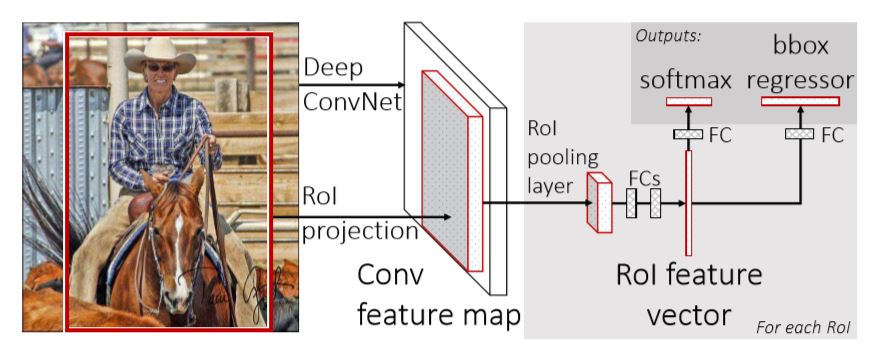 Deep
ConvNet
RoI
projection
Conv
feature map
RoI
pooling
layer
FCs
RoI feature
vector
Outputs:
softmax
bbox
regressor
FC
FC
For each RoI